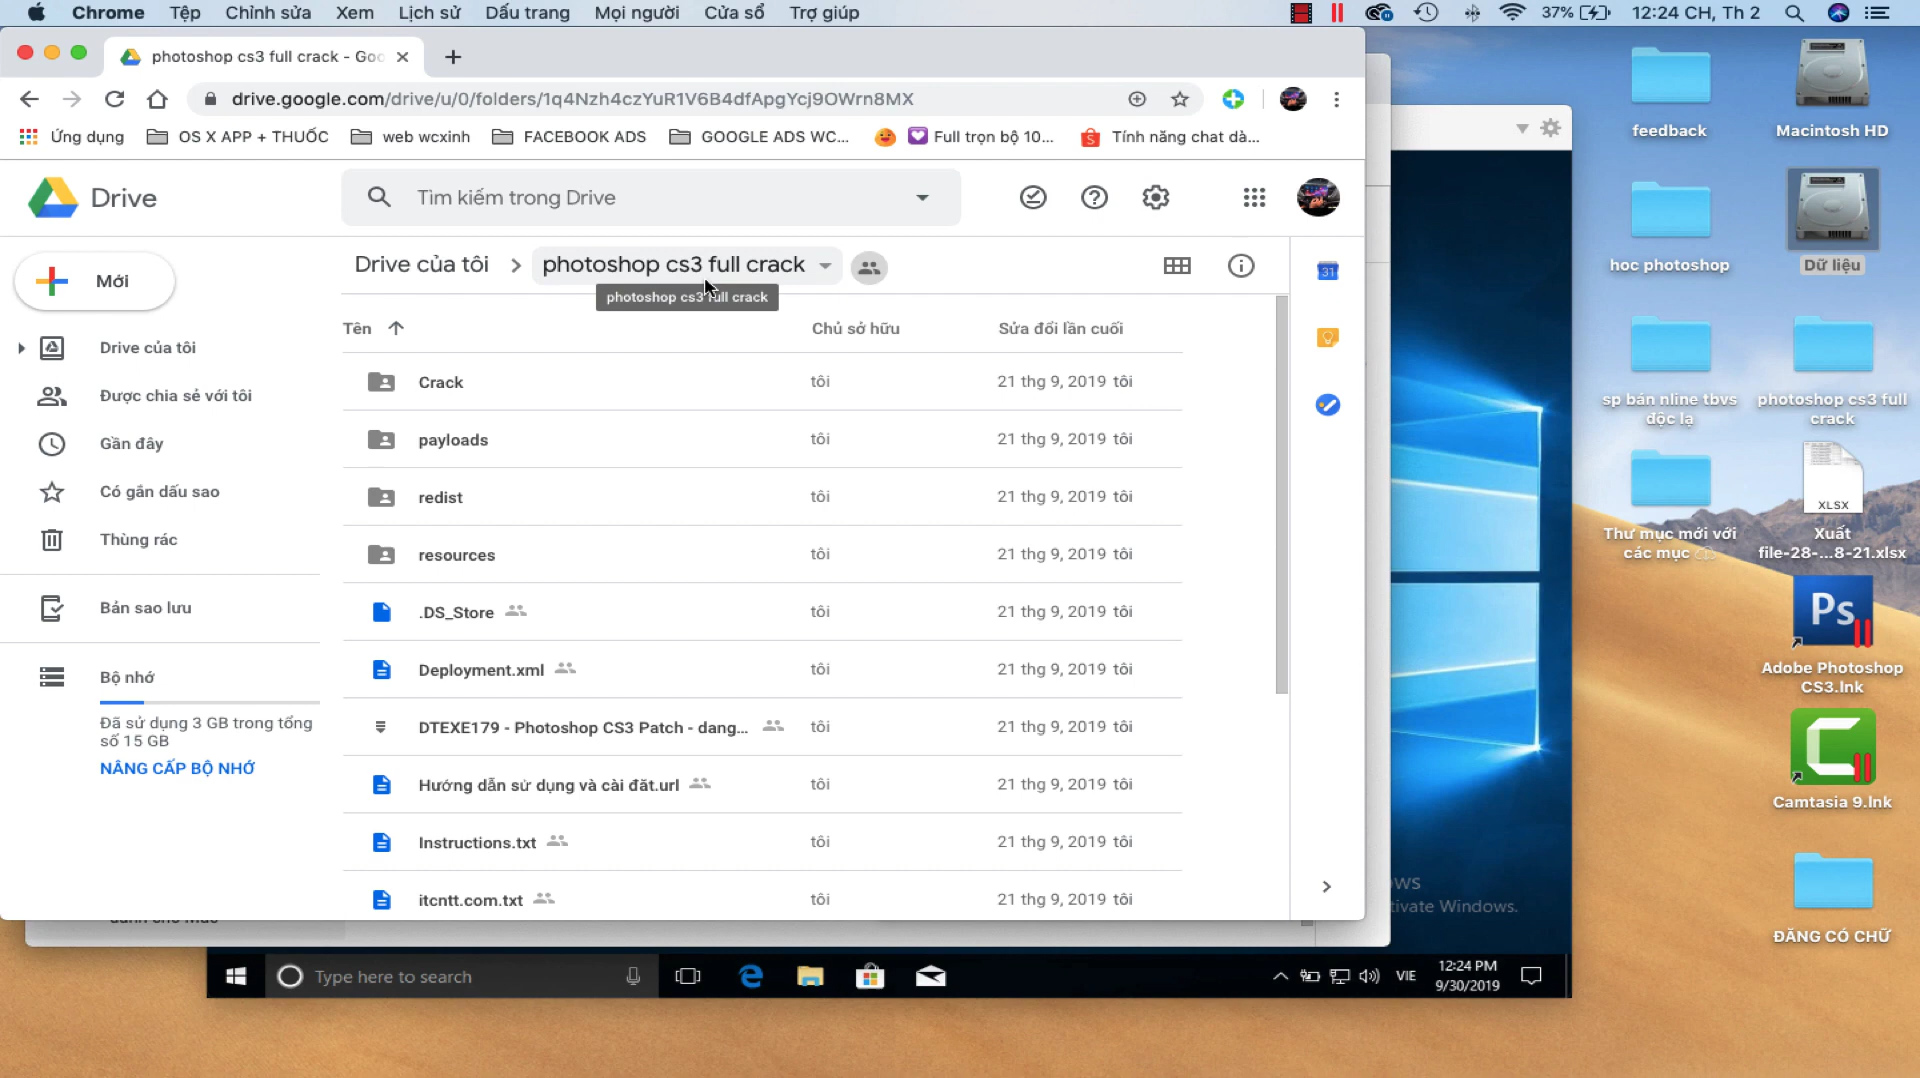 Chrome Tệp Chỉnh sửa Xem Lịch sử Dấu trang Mọi người Cửa sổ Trợ giúp 37% 12:24 CH, Th 2
photoshop cs3 full crack - Goo
drive.google.com/drive/u/0/folders/1q4Nzh4czYuR1V6B4dfApgYcj9OWrn8MX
Ứng dụng OS X APP + THUỐC web wcxinh FACEBOOK ADS GOOGLE ADS WC... Full trọn bộ 10... Tính năng chat dà...
Drive
Tìm kiếm trong Drive
Mới
Drive của tôi
Được chia sẻ với tôi
Gần đây
Có gắn dấu sao
Thùng rác
Bản sao lưu
Bộ nhớ
Đã sử dụng 3 GB trong tổng
số 15 GB
NÂNG CẤP BỘ NHỚ
Drive của tôi > photoshop cs3 full crack
photoshop cs3 full crack
Tên Chủ sở hữu Sửa đổi lần cuối
Crack tôi 21 thg 9, 2019 tôi
payloads tôi 21 thg 9, 2019 tôi
redist tôi 21 thg 9, 2019 tôi
resources tôi 21 thg 9, 2019 tôi
.DS_Store tôi 21 thg 9, 2019 tôi
Deployment.xml tôi 21 thg 9, 2019 tôi
DTEXE179 - Photoshop CS3 Patch - dang... tôi 21 thg 9, 2019 tôi
Hướng dẫn sử dụng và cài đăt.url tôi 21 thg 9, 2019 tôi
Instructions.txt tôi 21 thg 9, 2019 tôi
itcntt.com.txt tôi 21 thg 9, 2019 tôi
31
feedback
Macintosh HD
hoc photoshop
Dữ liệu
sp bán nline tbvs
độc lạ
photoshop cs3 full
crack
Thư mục mới với
các mục
XLSX
Xuất
file-28-...8-21.xlsx
Ps
Adobe Photoshop
CS3.lnk
Camtasia 9.lnk
ĐĂNG CÓ CHỮ
Windows.
Type here to search
VIE
12:24 PM
9/30/2019